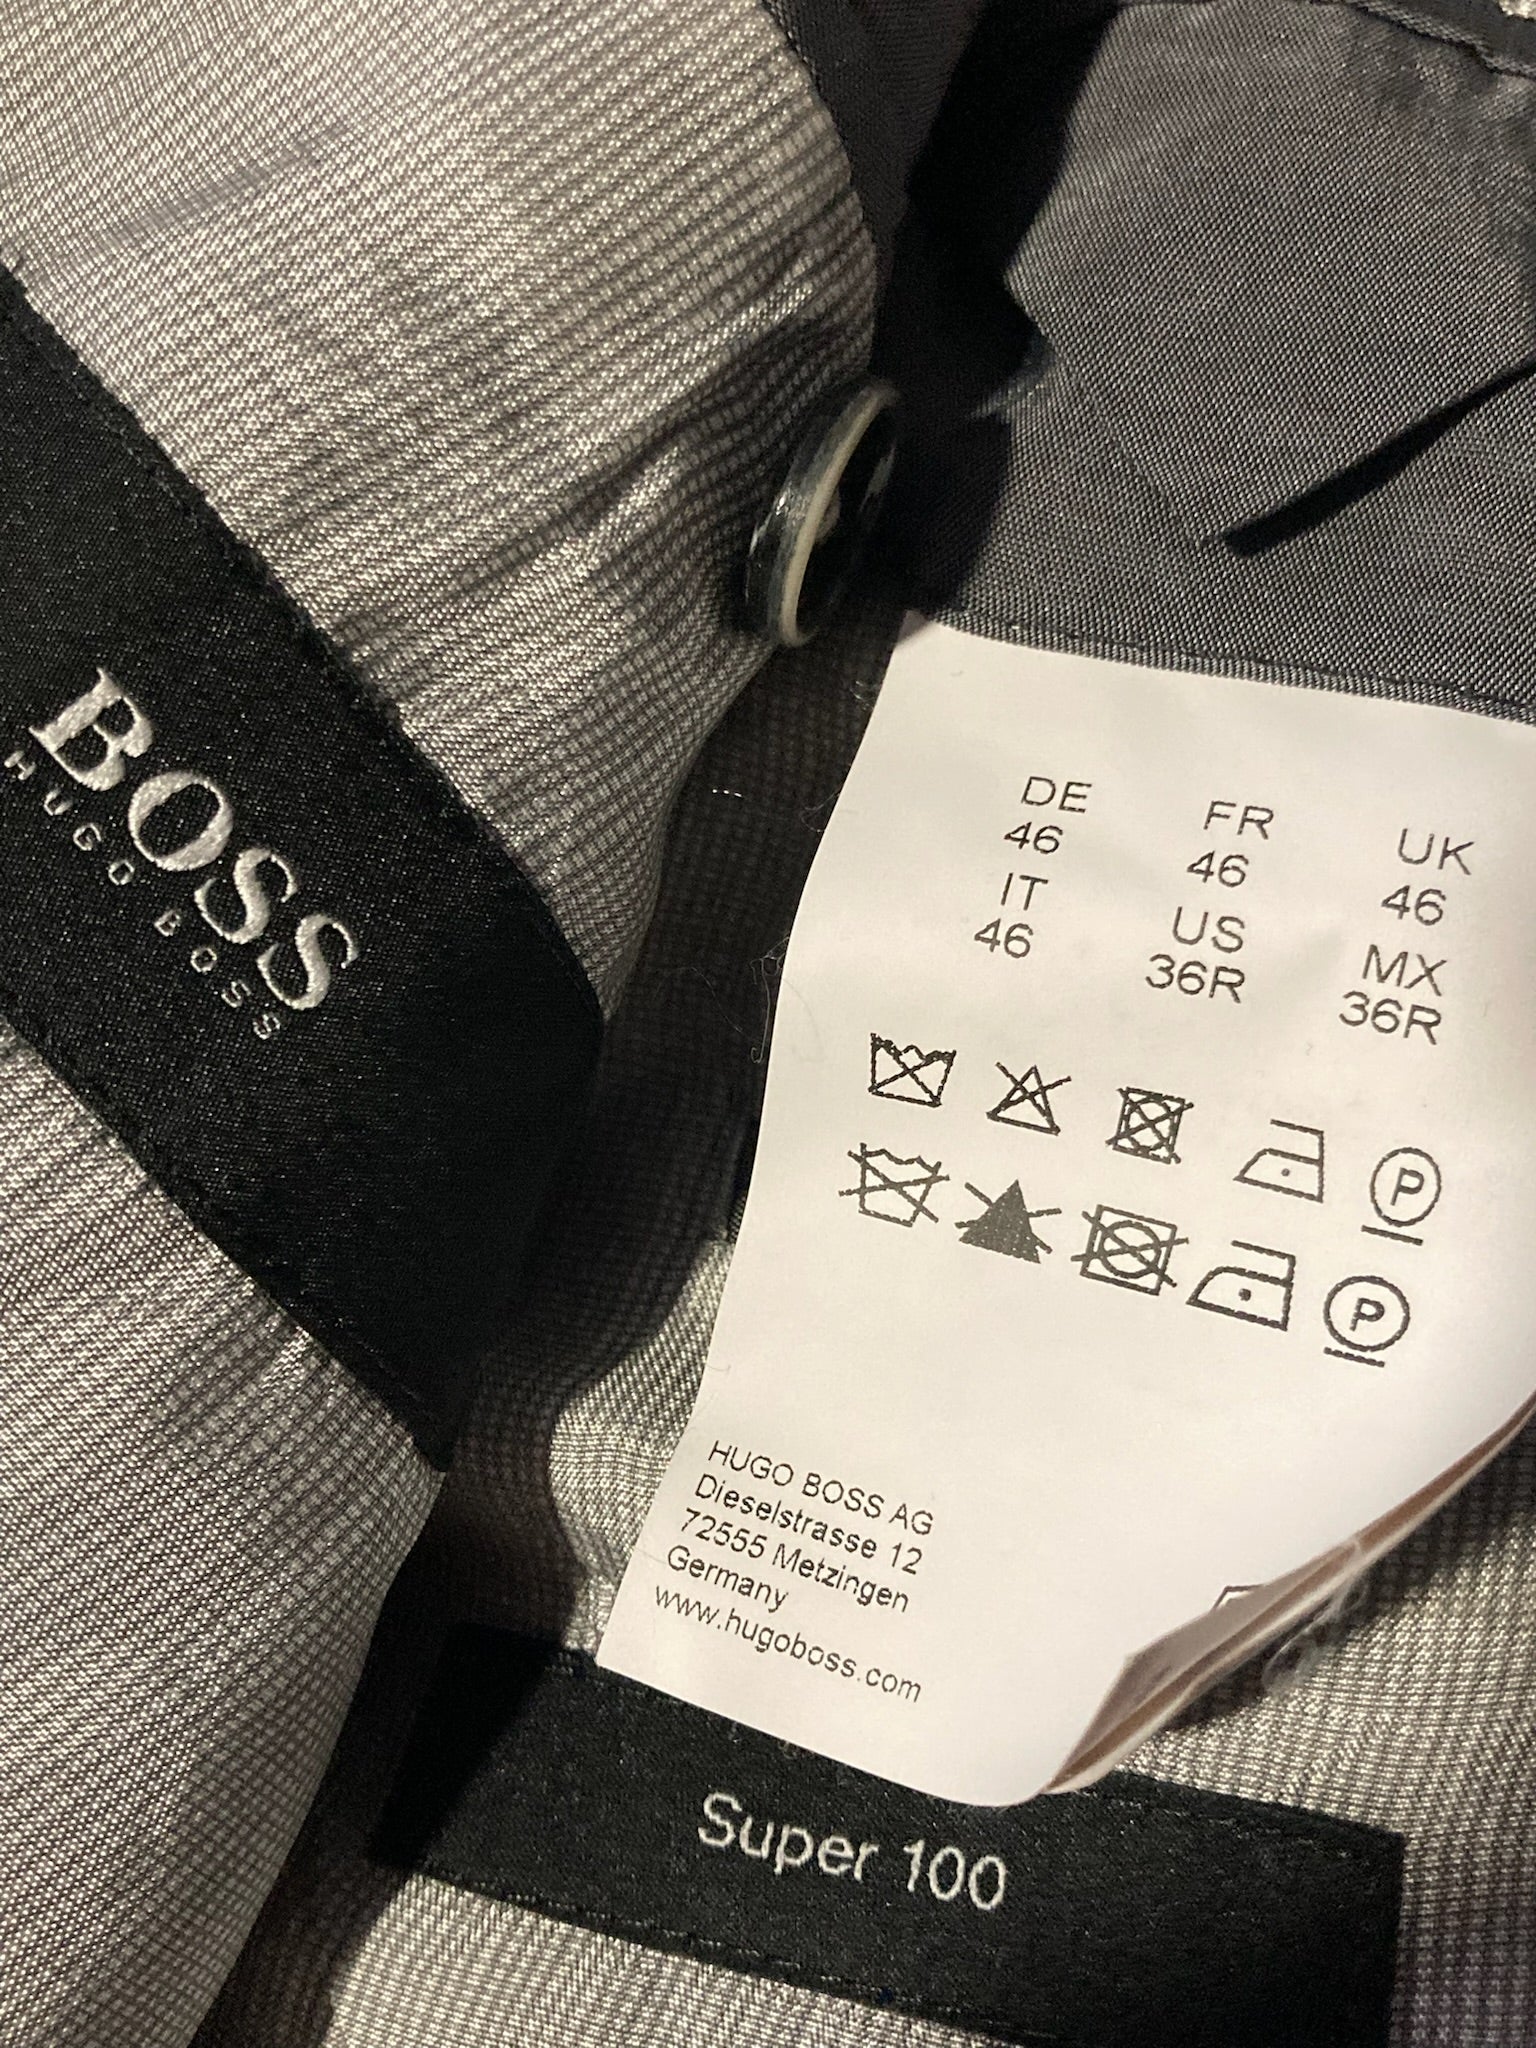 BOSS
HUGO BOSS
DE FR UK
46 46 46
IT US MX
46 36R 36R
P
P
HUGO BOSS AG
Dieselstrasse 12
72555 Metzingen
Germany
www.hugoboss.com
Super 100